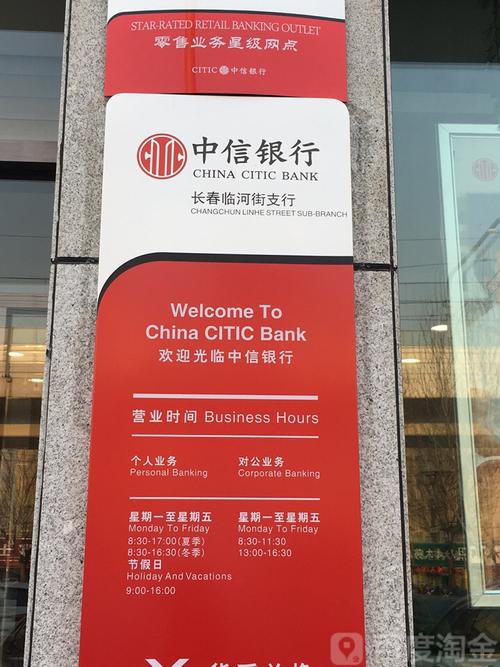 STAR-RATED RETAIL BANKING OUTLET
零售业务星级网点
CITIC 中信银行
中信银行
CHINA CITIC BANK
长春临河街支行
CHANGCHUN LINHE STREET SUB-BRANCH
Welcome To
China CITIC Bank
欢迎光临中信银行
营业时间 Business Hours
个人业务 对公业务
Personal Banking Corporate Banking
星期一至星期五 星期一至星期五
Monday To Friday Monday To Friday
8:30-17:00(夏季) 8:30-11:30
8:30-16:30(冬季) 13:00-16:30
节假日
Holiday And Vacations
9:00-16:00
百度淘金